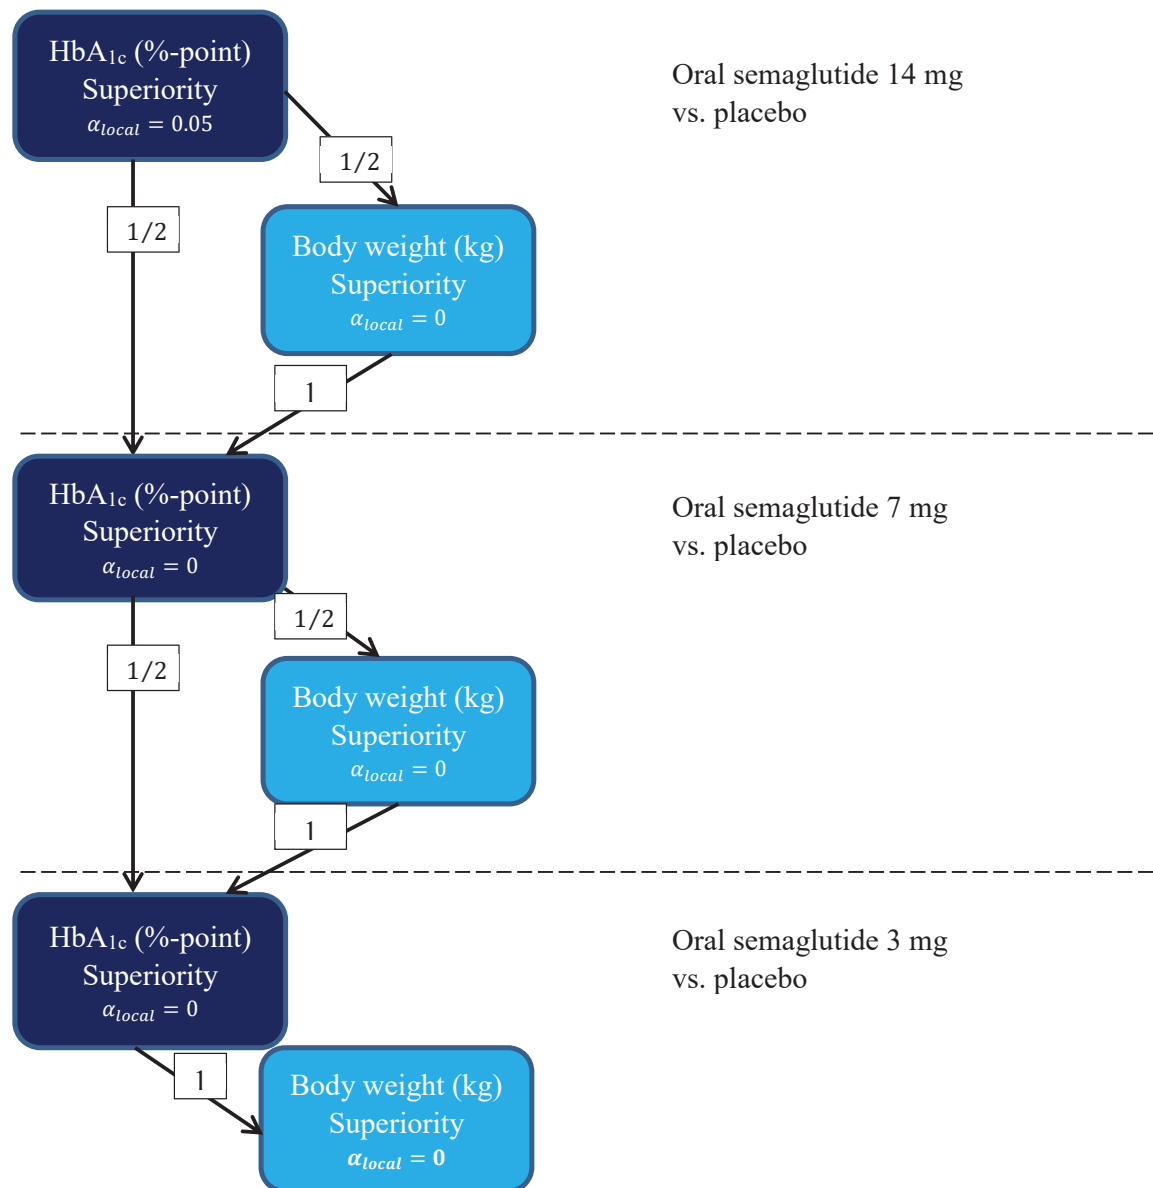 HbA1c (%-point)
Superiority
αlocal = 0.05
Oral semaglutide 14 mg
vs. placebo
1/2
1/2
Body weight (kg)
Superiority
αlocal = 0
1
HbA1c (%-point)
Superiority
αlocal = 0
Oral semaglutide 7 mg
vs. placebo
1/2
1/2
Body weight (kg)
Superiority
αlocal = 0
1
HbA1c (%-point)
Superiority
αlocal = 0
Oral semaglutide 3 mg
vs. placebo
1
Body weight (kg)
Superiority
αlocal = 0